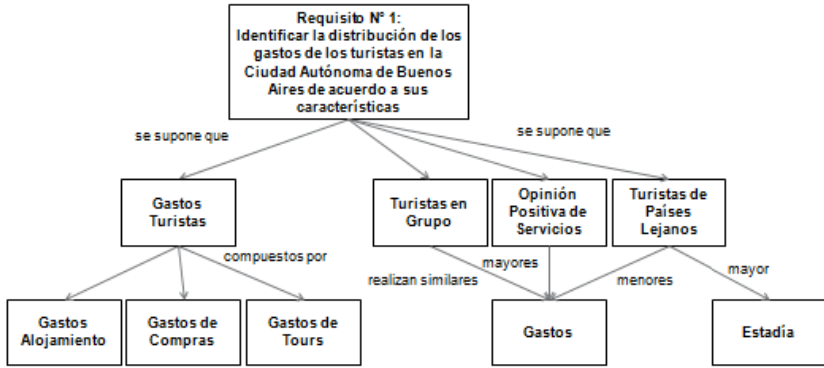 Requisito N° 1:
Identificar la distribución de los
gastos de los turistas en la
Ciudad Autónoma de Buenos
Aires de acuerdo a sus
características
se supone que
se supone que
Gastos
Turistas
Turistas en
Grupo
Opinión
Positiva de
Servicios
Turistas de
Países
Lejanos
compuestos por
realizan similares
mayores
menores
mayor
Gastos
Alojamiento
Gastos de
Compras
Gastos de
Tours
Gastos
Estadía